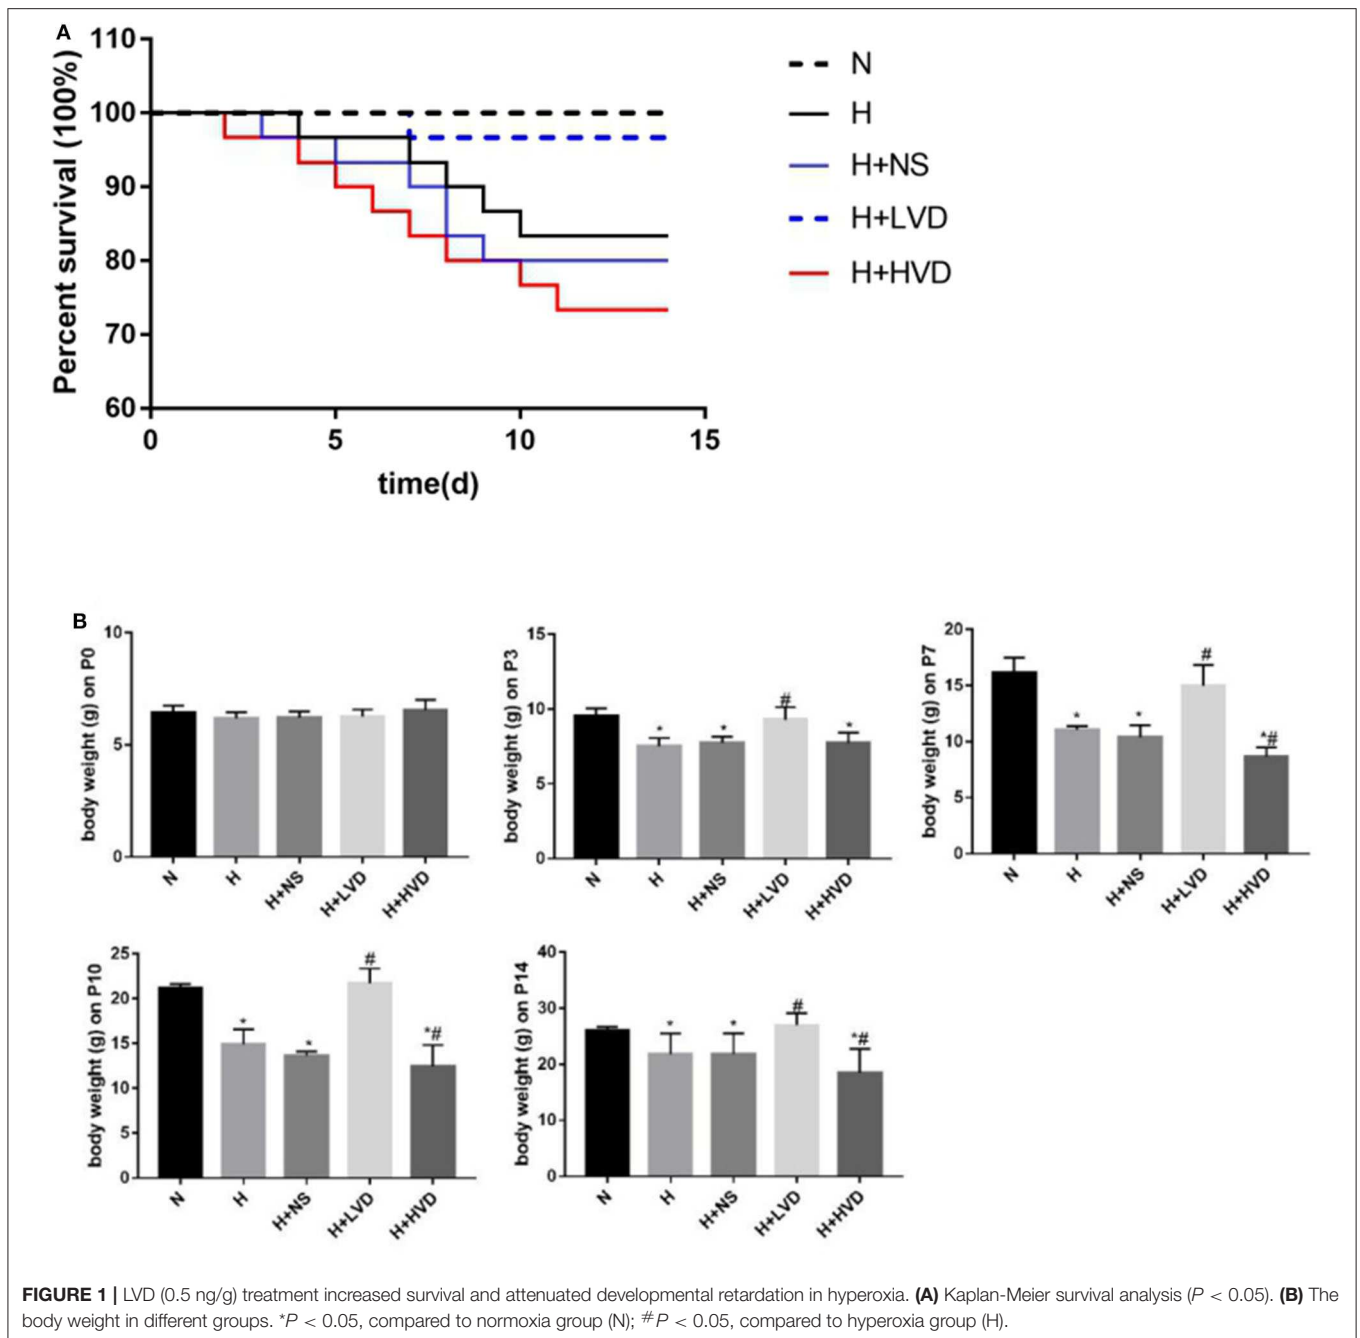 A
110
100
90
80
70
60
Percent survival (100%)
0
5
10
15
time(d)
N
H
H+NS
H+LVD
H+HVD
B
body weight (g) on P0
10
5
0
N
H
H+NS
H+LVD
H+HVD
body weight (g) on P3
15
10
5
0
*
*
#
*
N
H
H+NS
H+LVD
H+HVD
body weight (g) on P7
20
15
10
5
0
*
*
#
*#
N
H
H+NS
H+LVD
H+HVD
body weight (g) on P10
25
20
15
10
5
0
*
*
#
*#
N
H
H+NS
H+LVD
H+HVD
body weight (g) on P14
40
30
20
10
0
*
*
#
*#
N
H
H+NS
H+LVD
H+HVD
FIGURE 1 | LVD (0.5 ng/g) treatment increased survival and attenuated developmental retardation in hyperoxia. (A) Kaplan-Meier survival analysis (P < 0.05). (B) The
body weight in different groups. *P < 0.05, compared to normoxia group (N); #P < 0.05, compared to hyperoxia group (H).